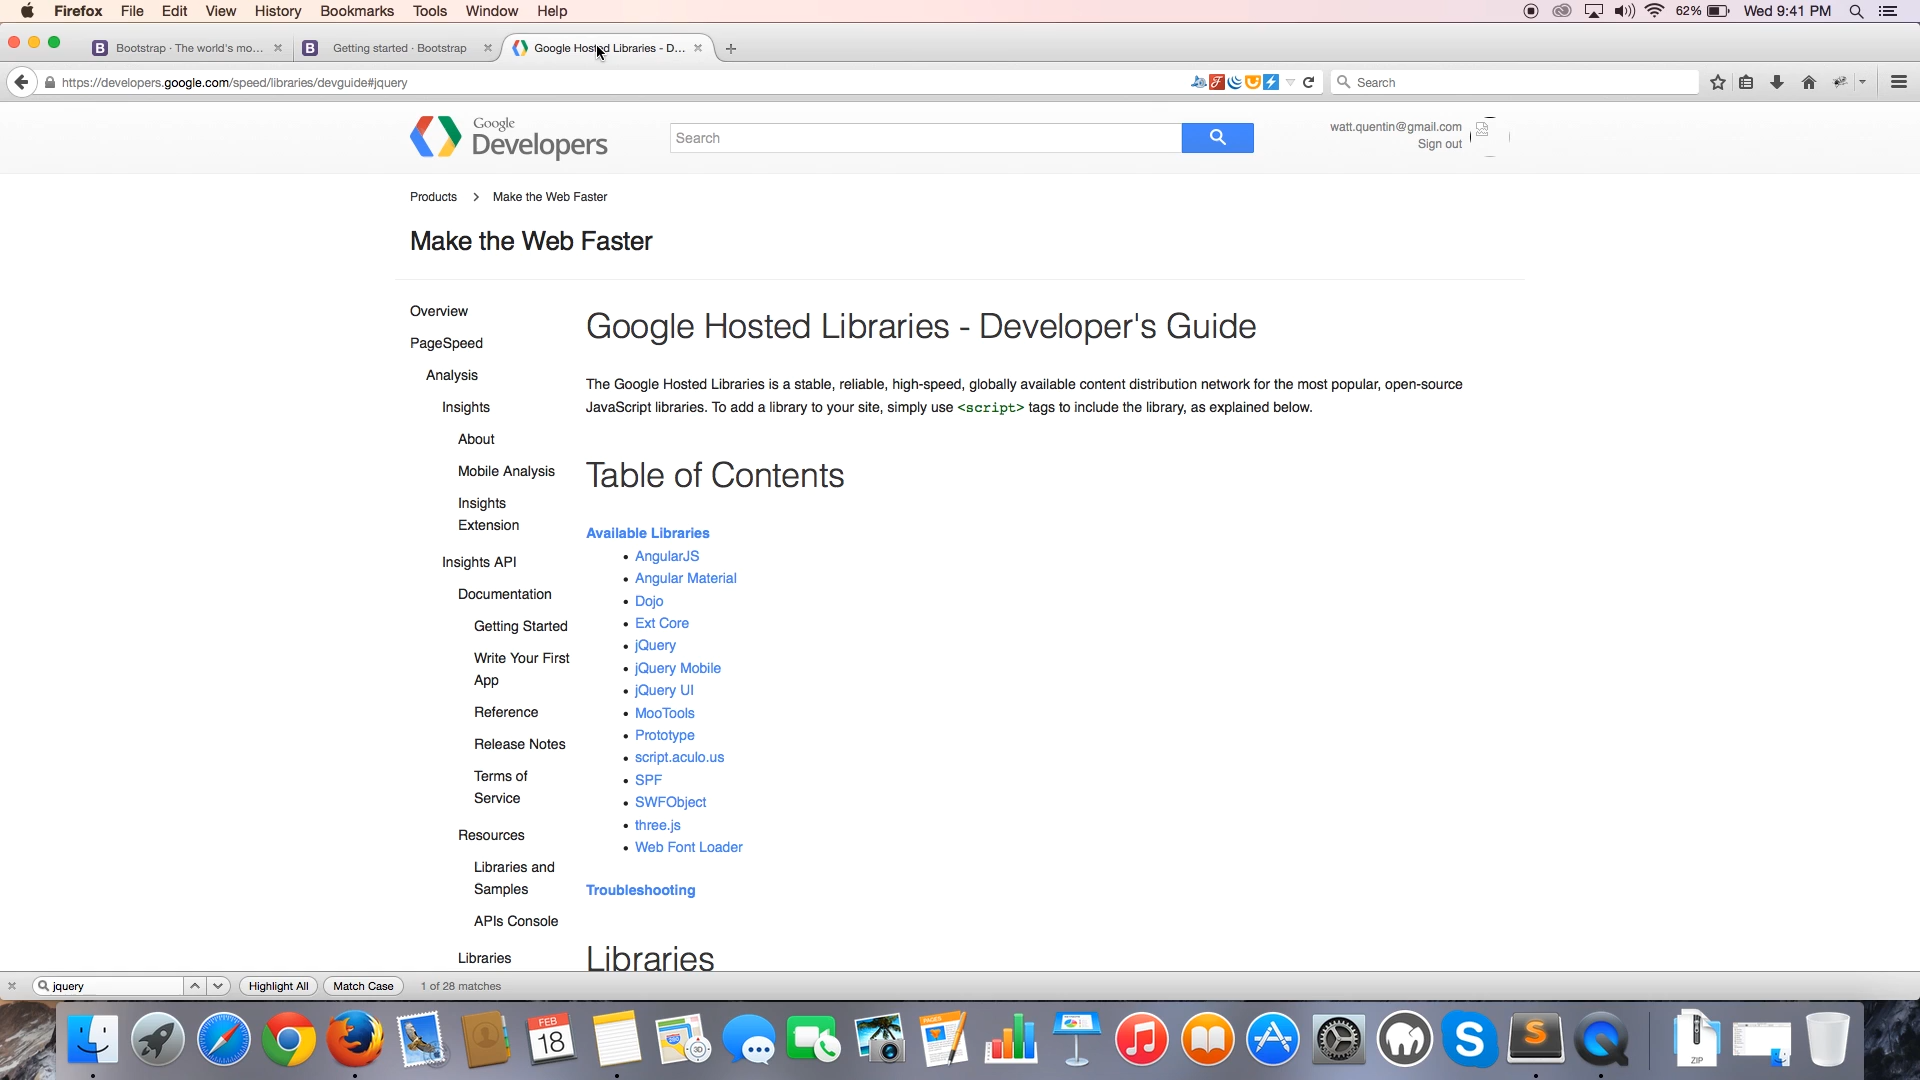 Firefox File Edit View History Bookmarks Tools Window Help
62% Wed 9:41 PM
Bootstrap · The world's mo...
Getting started · Bootstrap
Google Hosted Libraries - D...
https://developers.google.com/speed/libraries/devguide#jquery
Search
Google
Developers
Search
watt.quentin@gmail.com
Sign out
Products
Make the Web Faster
Make the Web Faster
Overview
PageSpeed
Analysis
Insights
About
Mobile Analysis
Insights
Extension
Insights API
Documentation
Getting Started
Write Your First
App
Reference
Release Notes
Terms of
Service
Resources
Libraries and
Samples
APIs Console
Libraries
Google Hosted Libraries - Developer's Guide
The Google Hosted Libraries is a stable, reliable, high-speed, globally available content distribution network for the most popular, open-source
JavaScript libraries. To add a library to your site, simply use <script> tags to include the library, as explained below.
Table of Contents
Available Libraries
AngularJS
Angular Material
Dojo
Ext Core
jQuery
jQuery Mobile
jQuery UI
MooTools
Prototype
script.aculo.us
SPF
SWFObject
three.js
Web Font Loader
Troubleshooting
Libraries
jquery
Highlight All
Match Case
1 of 28 matches
FEB
18
30
PAGES
ZIP